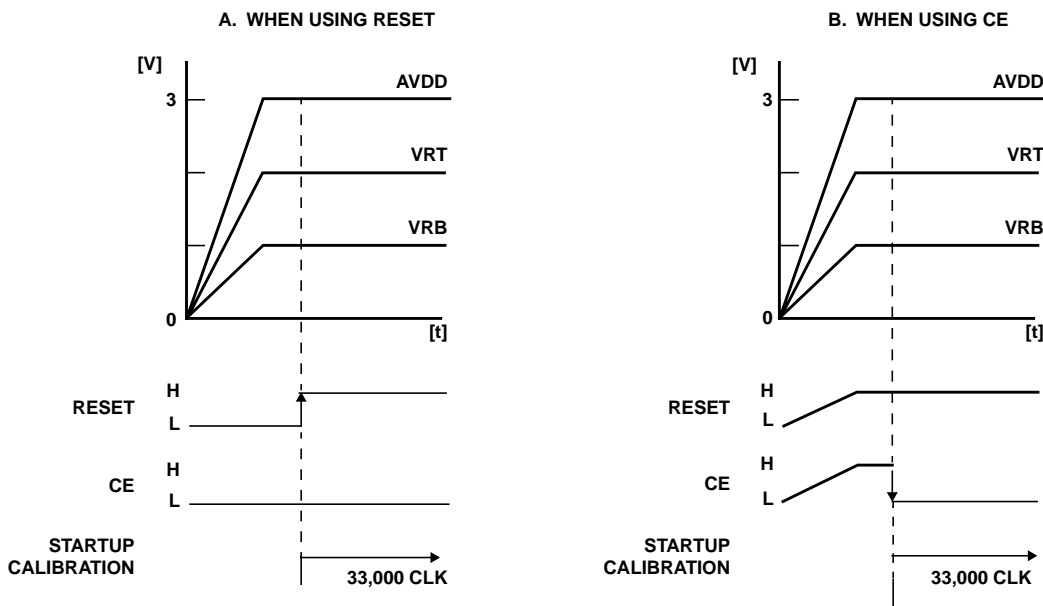 A. WHEN USING RESET
[V]
3
AVDD
VRT
VRB
0
[t]
RESET
H
L
CE
H
L
STARTUP
CALIBRATION
33,000 CLK
B. WHEN USING CE
[V]
3
AVDD
VRT
VRB
0
[t]
RESET
H
L
CE
H
L
STARTUP
CALIBRATION
33,000 CLK